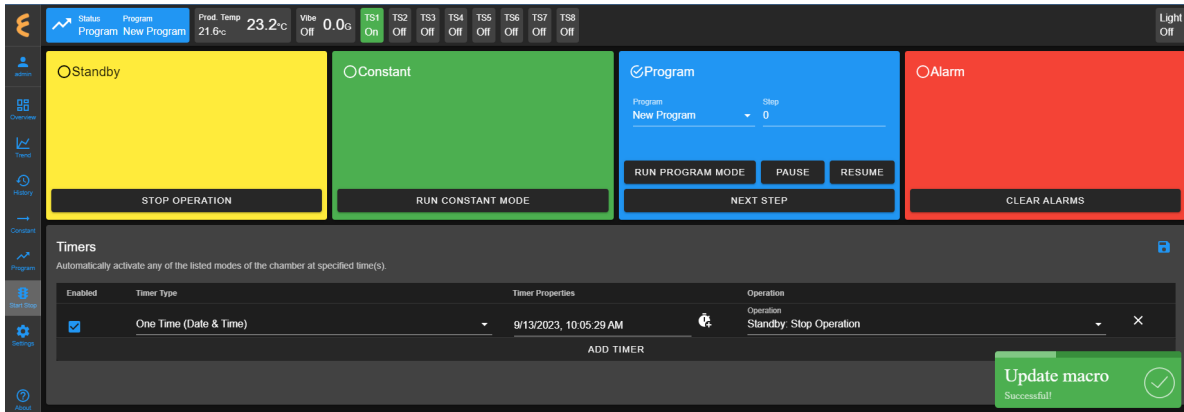 Status Program
Program New Program
Prod. Temp
21.6°C
23.2°C
Vibe
Off
0.0G
TS1 TS2 TS3 TS4 TS5 TS6 TS7 TS8
On Off Off Off Off Off Off Off
Light
Off
admin
Overview
Trend
History
Constant
Program
Start Stop
Settings
About
Standby
STOP OPERATION
Constant
RUN CONSTANT MODE
Program
Program Step
New Program 0
RUN PROGRAM MODE PAUSE RESUME
NEXT STEP
Alarm
CLEAR ALARMS
Timers
Automatically activate any of the listed modes of the chamber at specified time(s).
Enabled Timer Type Timer Properties Operation
Operation
One Time (Date & Time) 9/13/2023, 10:05:29 AM Standby: Stop Operation
ADD TIMER
Update macro
Successful!